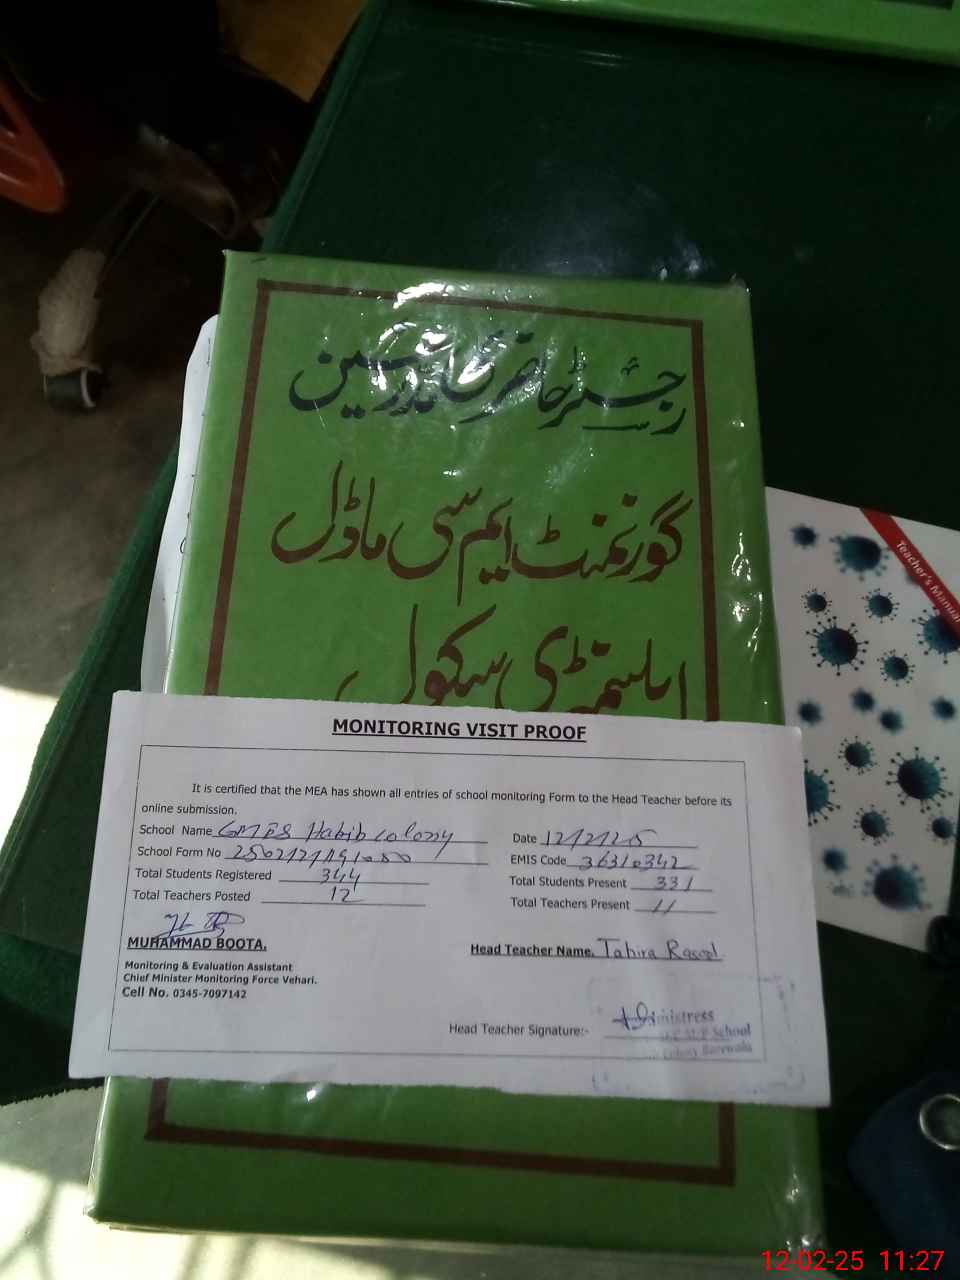 رجسٹر حاضری مدرسین
گورنمنٹ ایم سی ماڈل
ایلیمنٹری سکول
Teacher's Manual
MONITORING VISIT PROOF
It is certified that the MEA has shown all entries of school monitoring Form to the Head Teacher before its
online submission.
School Name GMES Habib colony Date 12/2/25
School Form No EMIS Code 36310342
Total Students Registered 344 Total Students Present 331
Total Teachers Posted 12 Total Teachers Present 11
MUHAMMAD BOOTA.
Monitoring & Evaluation Assistant
Chief Minister Monitoring Force Vehari.
Cell No. 0345-7097142
Head Teacher Name. Tahira Rasool
Head Teacher Signature:-
School
12-02-25 11:27